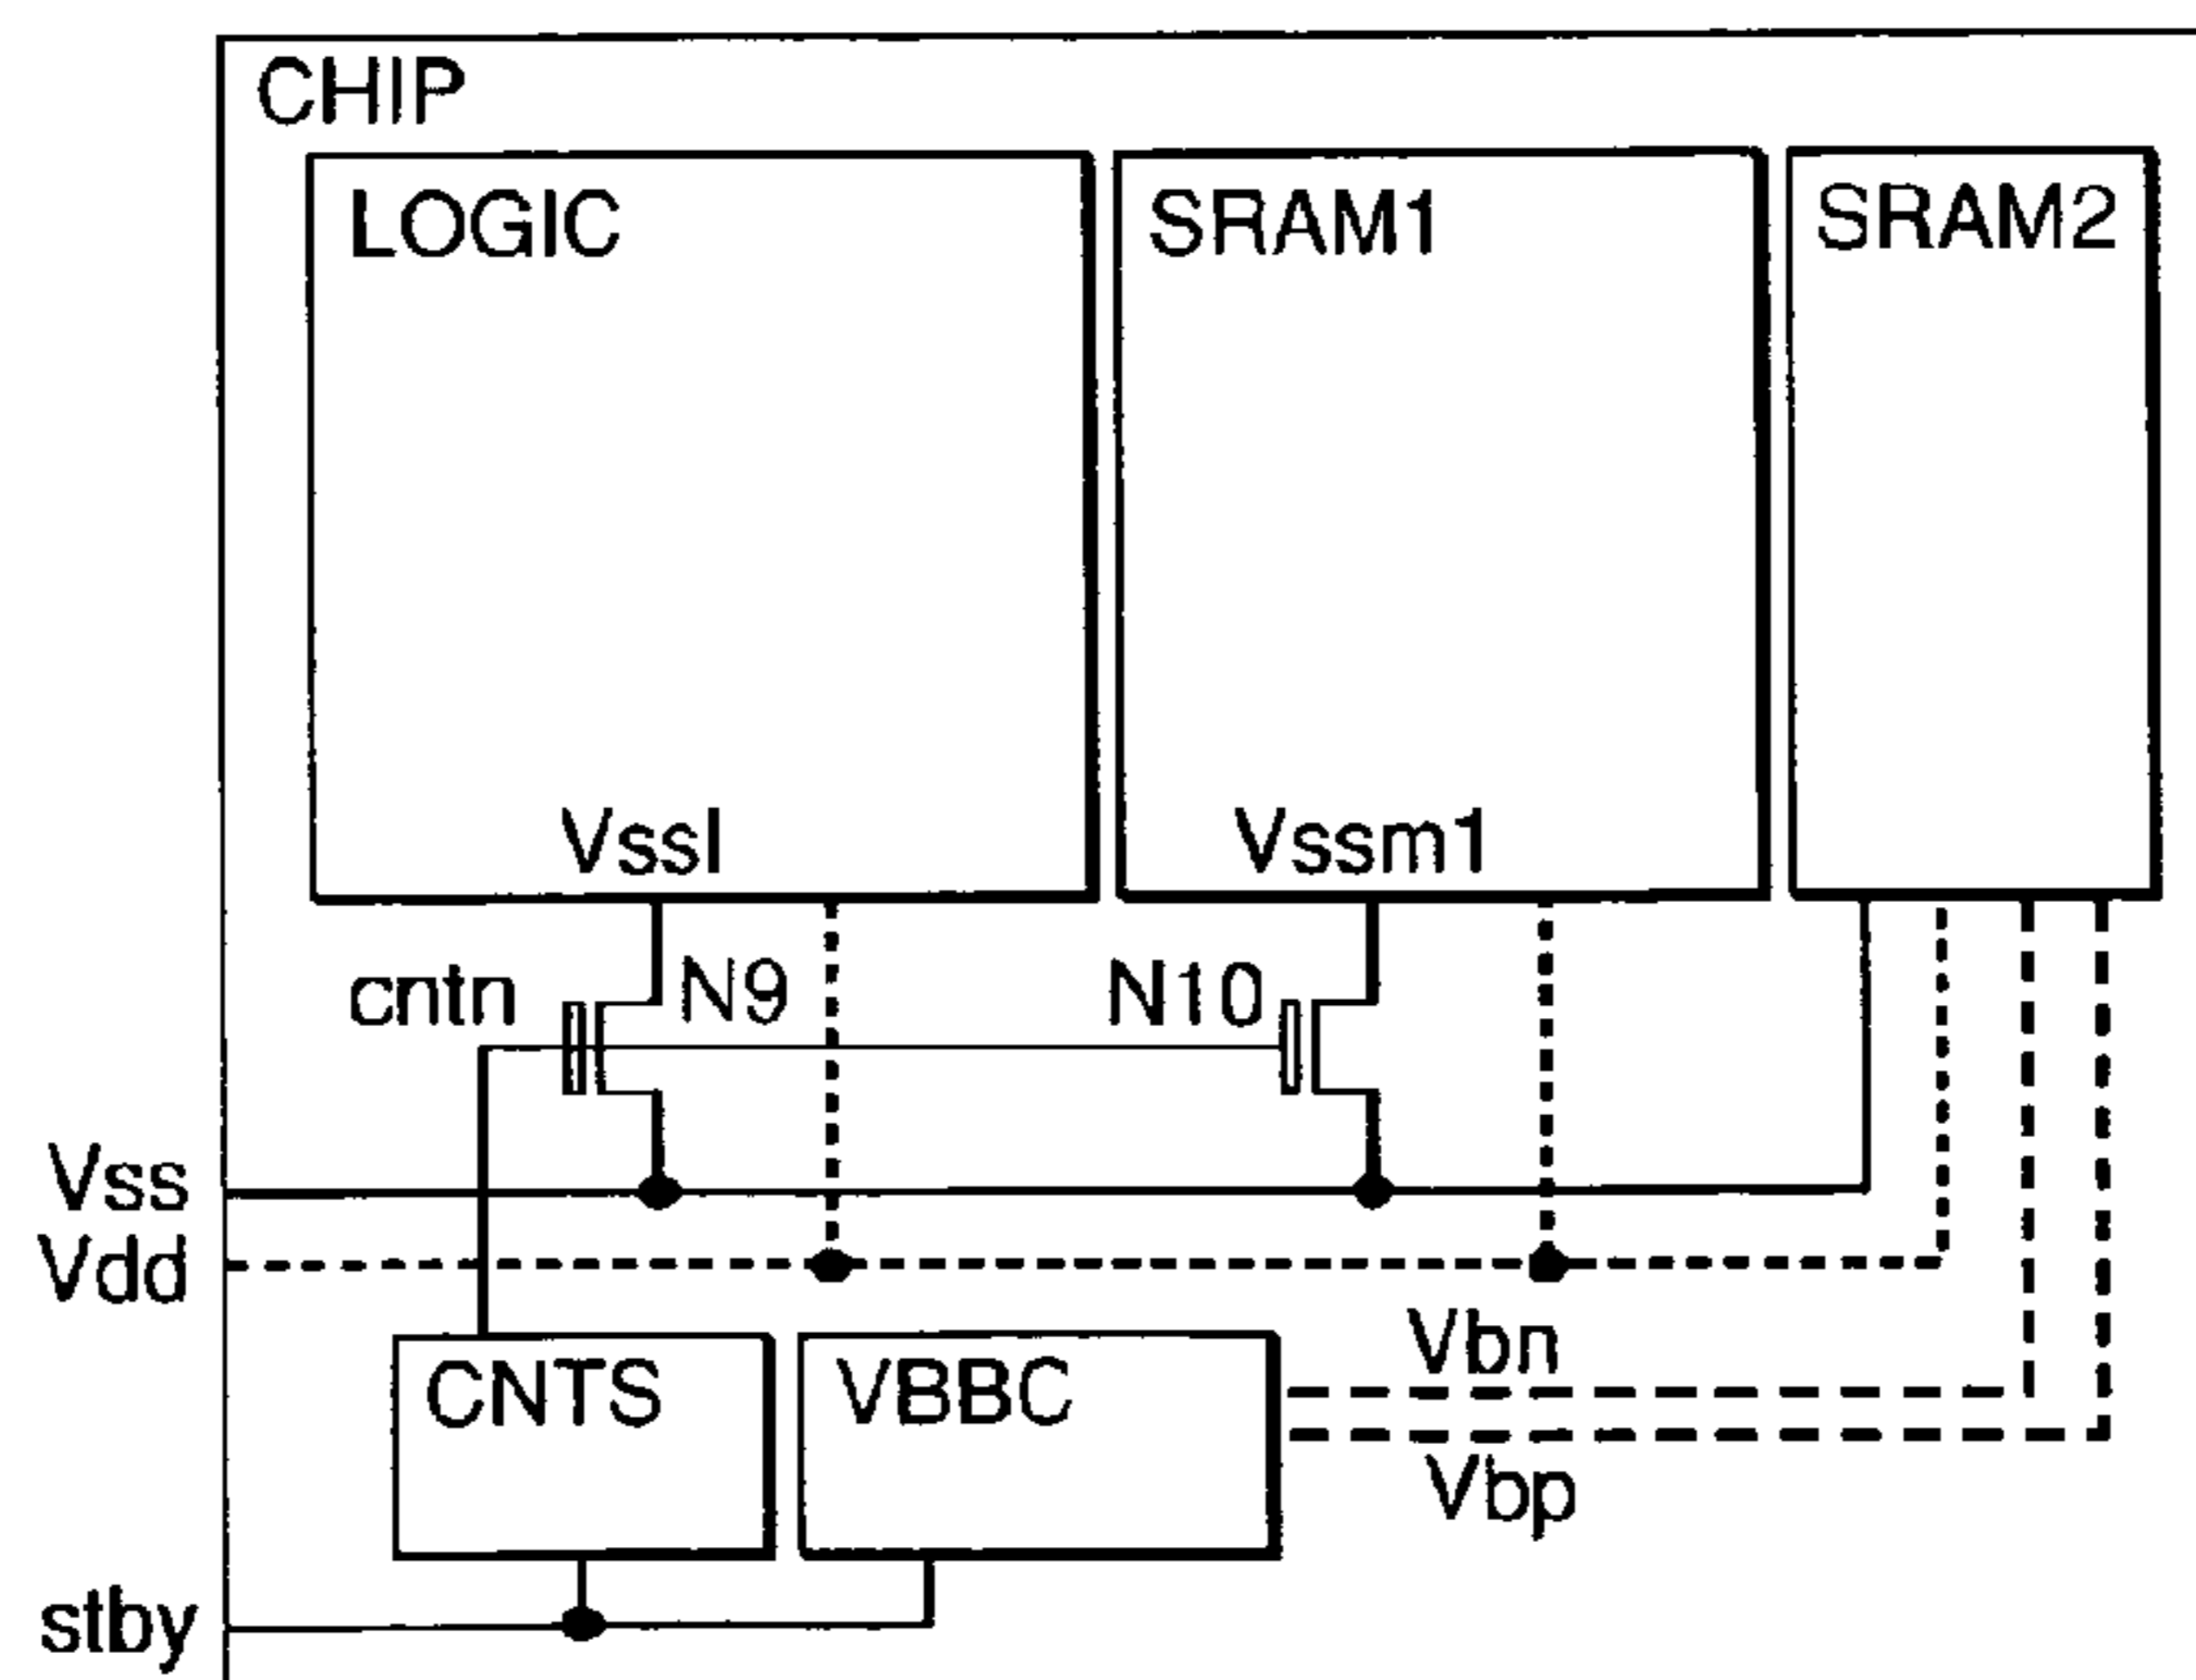 CHIP
LOGIC
SRAM1
SRAM2
Vssl
Vssm1
cntn
N9
N10
Vss
Vdd
Vbn
CNTS
VBBC
Vbp
stby